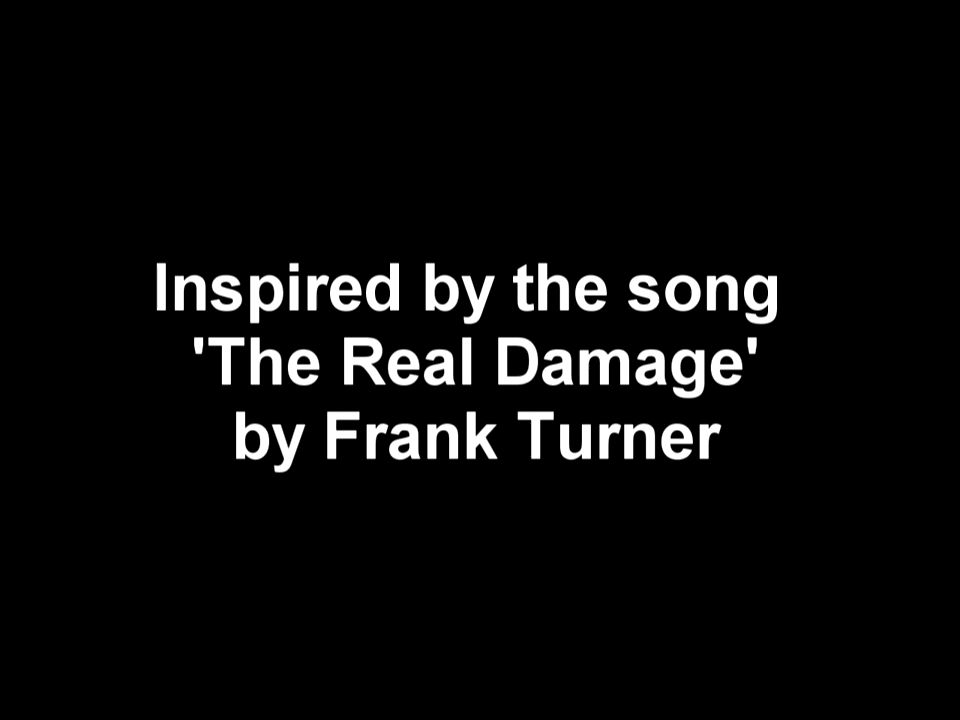 Inspired by the song
'The Real Damage'
by Frank Turner